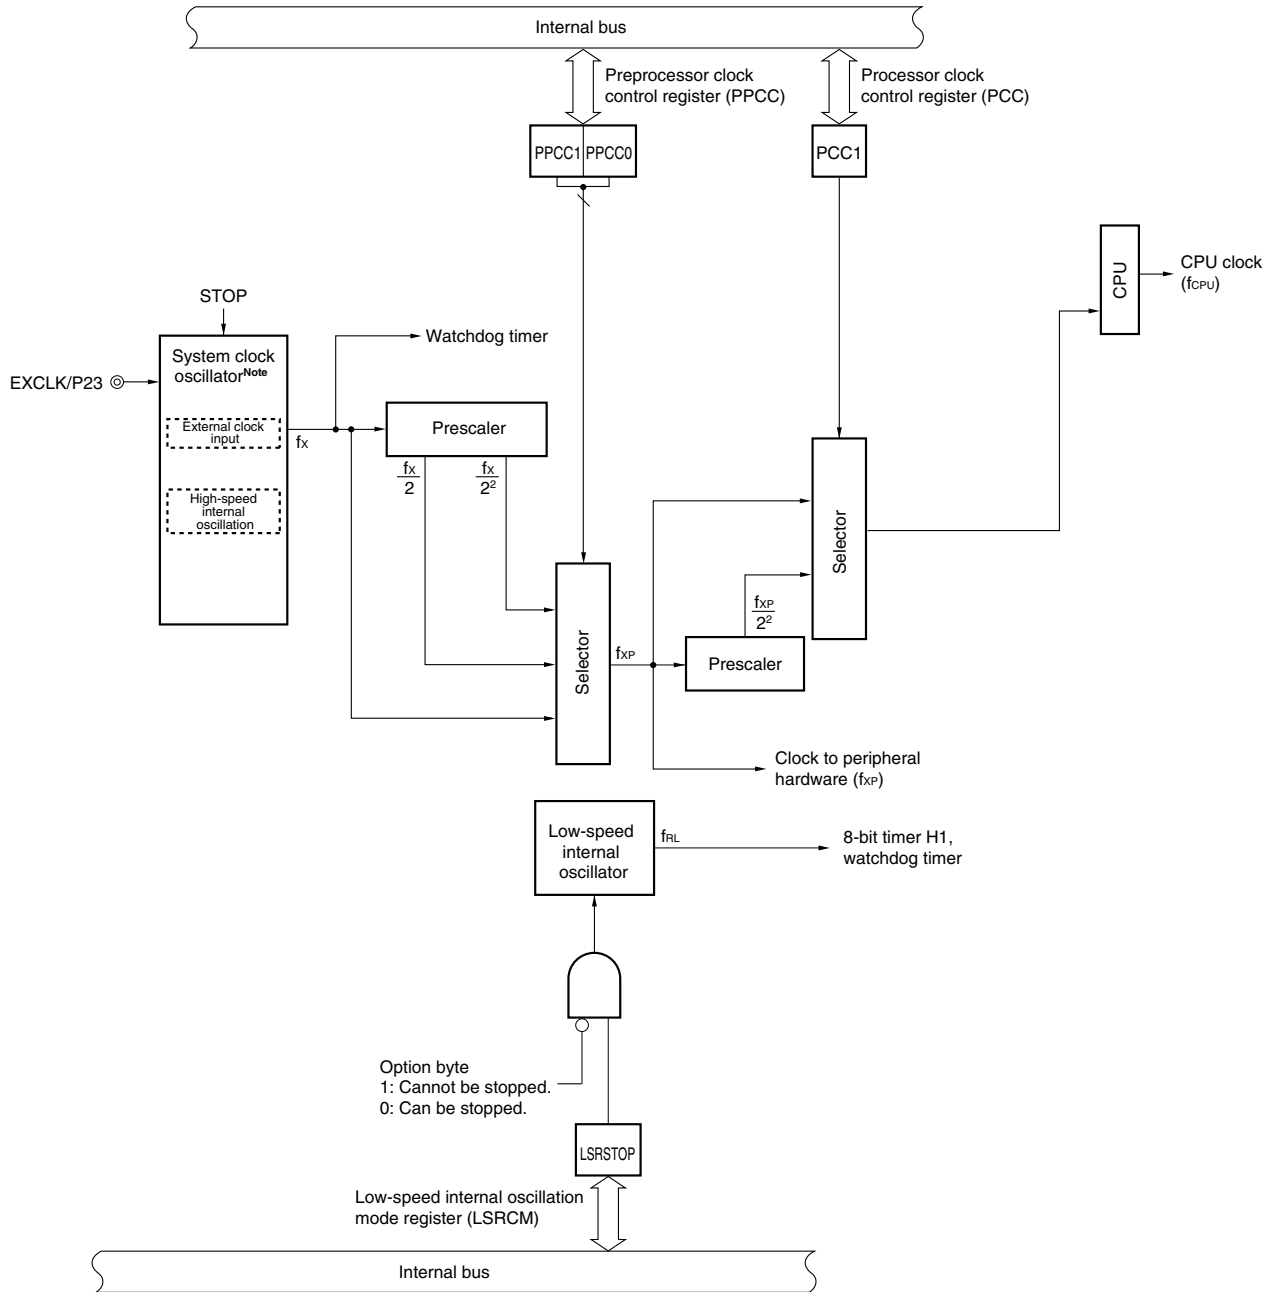 Internal bus
Preprocessor clock
control register (PPCC)
Processor clock
control register (PCC)
PPCC1
PPCC0
PCC1
CPU
CPU clock
(fCPU)
STOP
Watchdog timer
System clock
oscillatorNote
EXCLK/P23
External clock
input
High-speed
internal
oscillation
fX
Prescaler
fX
2
fX
2²
Selector
fXP
Selector
fXP
2²
Prescaler
Clock to peripheral
hardware (fXP)
Low-speed
internal
oscillator
fRL
8-bit timer H1,
watchdog timer
Option byte
1: Cannot be stopped.
0: Can be stopped.
LSRSTOP
Low-speed internal oscillation
mode register (LSRCM)
Internal bus